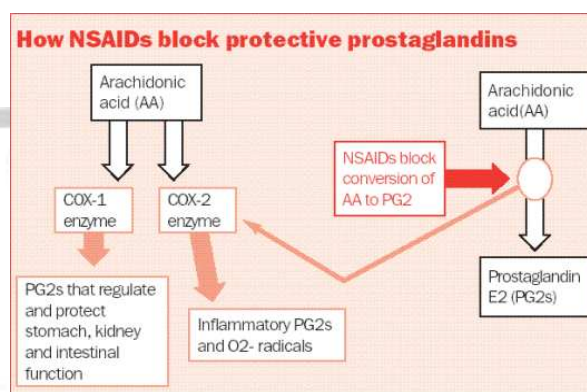 How NSAIDs block protective prostaglandins
Arachidonic
acid (AA)
COX-1
enzyme
COX-2
enzyme
PG2s that regulate
and protect
stomach, kidney
and intestinal
function
Inflammatory PG2s
and O2- radicals
NSAIDs block
conversion of
AA to PG2
Arachidonic
acid(AA)
Prostaglandin
E2 (PG2s)